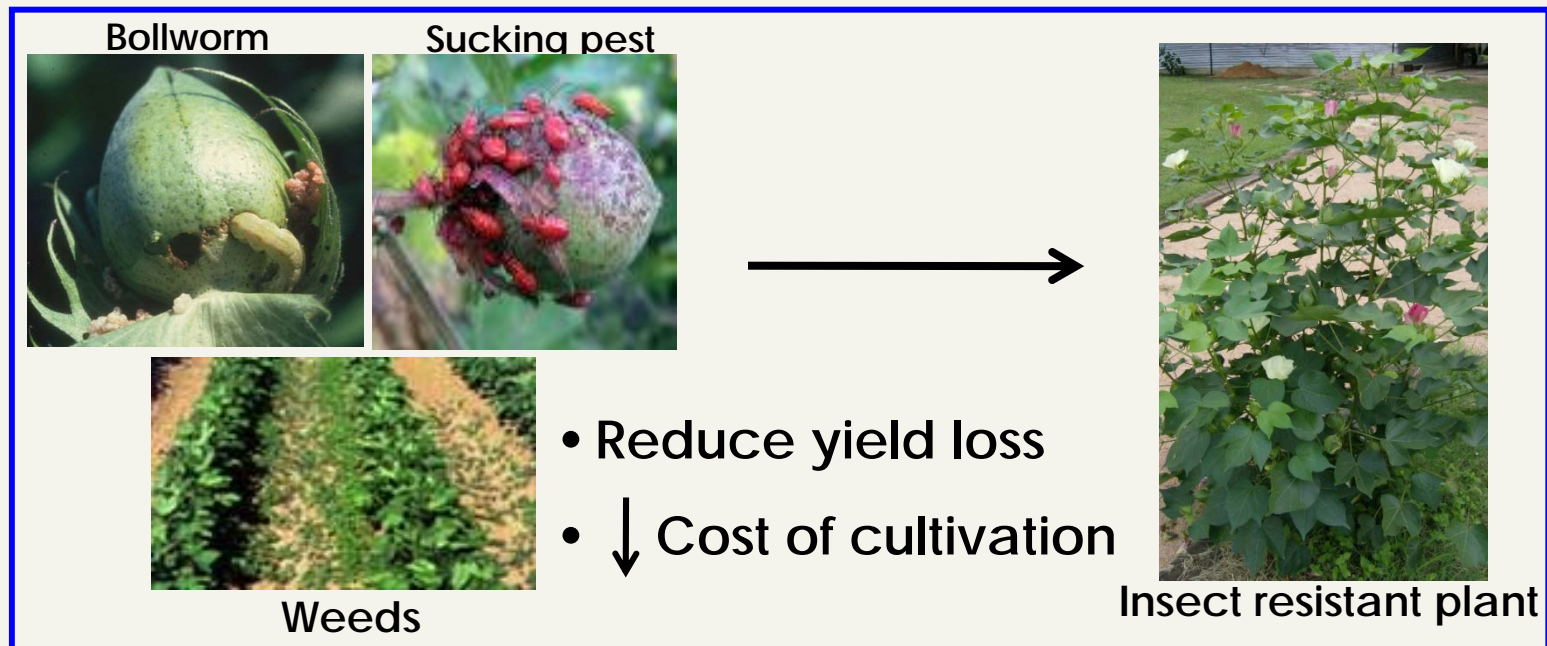 Bollworm
Sucking pest
• Reduce yield loss
• ↓ Cost of cultivation
Weeds
Insect resistant plant